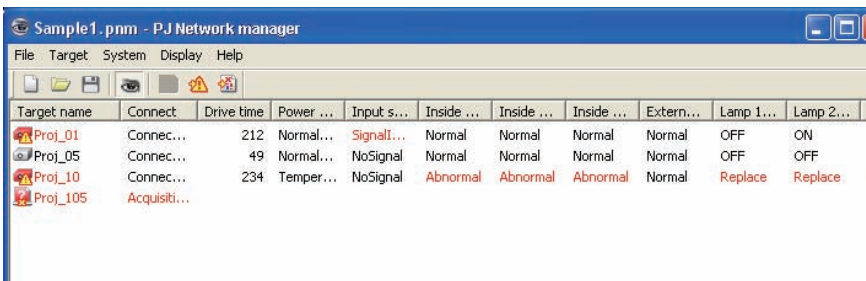 Sample1.pnm - PJ Network manager
File Target System Display Help
Target name Connect Drive time Power ... Input s... Inside ... Inside ... Inside ... Extern... Lamp 1... Lamp 2...
Proj_01 Connec... 212 Normal... SignalI... Normal Normal Normal Normal OFF ON
Proj_05 Connec... 49 Normal... NoSignal Normal Normal Normal Normal OFF OFF
Proj_10 Connec... 234 Temper... NoSignal Abnormal Abnormal Abnormal Normal Replace Replace
Proj_105 Acquisiti...